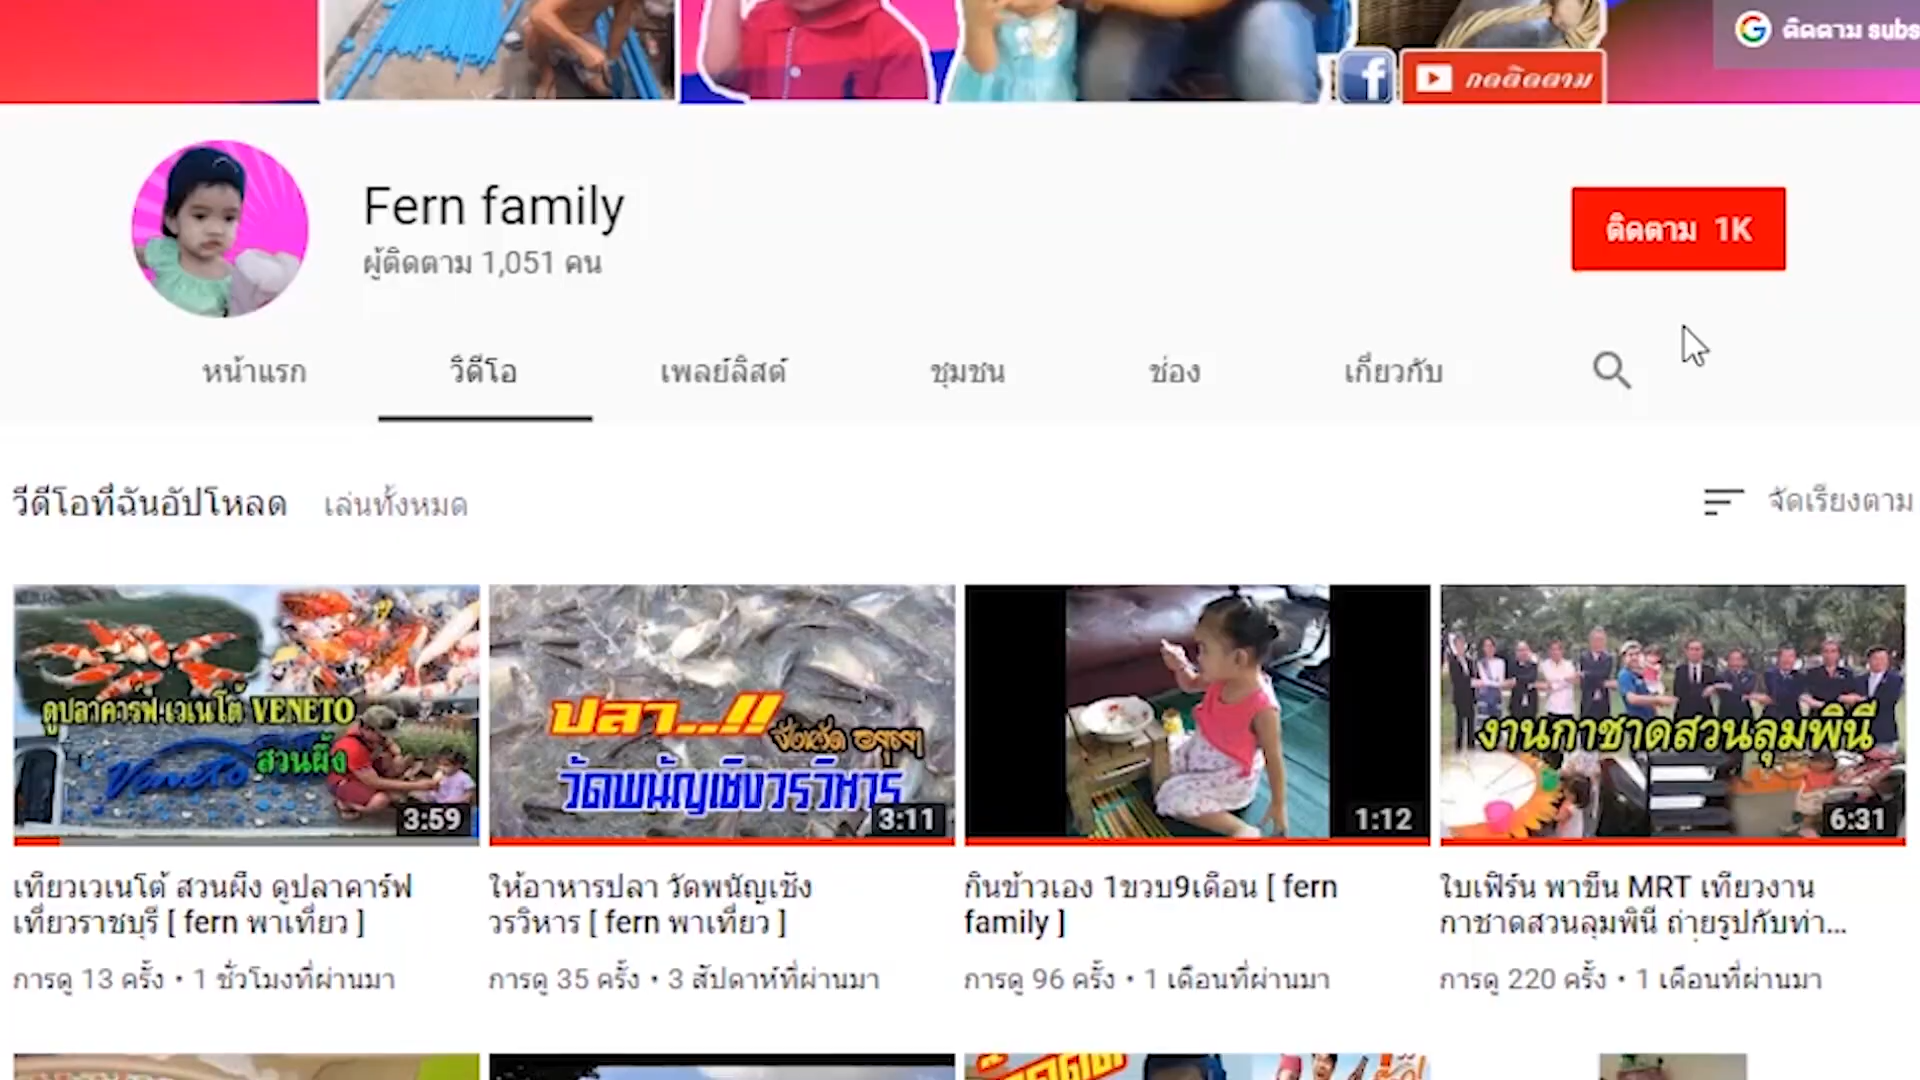 ติดตาม subs
กดติดตาม
Fern family
ผู้ติดตาม 1,051 คน
ติดตาม 1K
หน้าแรก วิดีโอ เพลย์ลิสต์ ชุมชน ช่อง เกี่ยวกับ
วีดีโอที่ฉันอัปโหลด เล่นทั้งหมด
จัดเรียงตาม
ดูปลาคาร์ฟ เวเนโต้ VENETO
สวนผึ้ง
Veneto
3:59
ปลา..!!
จังหวัด อยุธยา
วัดพนัญเชิงวรวิหาร
3:11
1:12
งานกาชาดสวนลุมพินี
6:31
เที่ยวเวเนโต้ สวนผึ้ง ดูปลาคาร์ฟ
เที่ยวราชบุรี [ fern พาเที่ยว ]
การดู 13 ครั้ง • 1 ชั่วโมงที่ผ่านมา
ให้อาหารปลา วัดพนัญเชิง
วรวิหาร [ fern พาเที่ยว ]
การดู 35 ครั้ง • 3 สัปดาห์ที่ผ่านมา
กินข้าวเอง 1ขวบ9เดือน [ fern
family ]
การดู 96 ครั้ง • 1 เดือนที่ผ่านมา
ใบเฟิร์น พาขึ้น MRT เที่ยวงาน
กาชาดสวนลุมพินี ถ่ายรูปกับท่า...
การดู 220 ครั้ง • 1 เดือนที่ผ่านมา